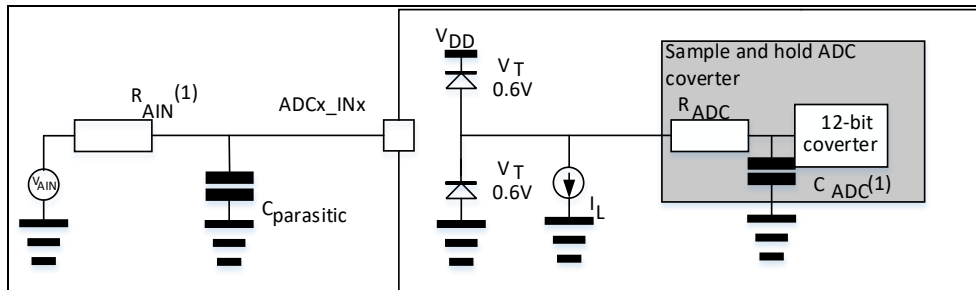 V_DD
V_T
0.6V
Sample and hold ADC
coverter
R_AIN(1)
ADCx_INx
R_ADC
12-bit
coverter
V_AIN
C_parasitic
V_T
0.6V
I_L
C_ADC(1)